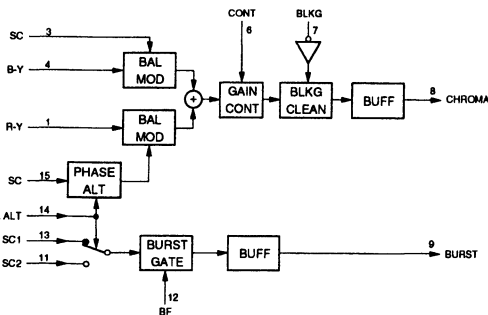 CONT
BLKG
6
7
SC 3
B-Y 4
BAL
MOD
GAIN
CONT
BLKG
CLEAN
BUFF
8 CHROMA
R-Y 1
BAL
MOD
SC 15
PHASE
ALT
ALT 14
SC1 13
SC2 11
BURST
GATE
BUFF
9 BURST
12
BF